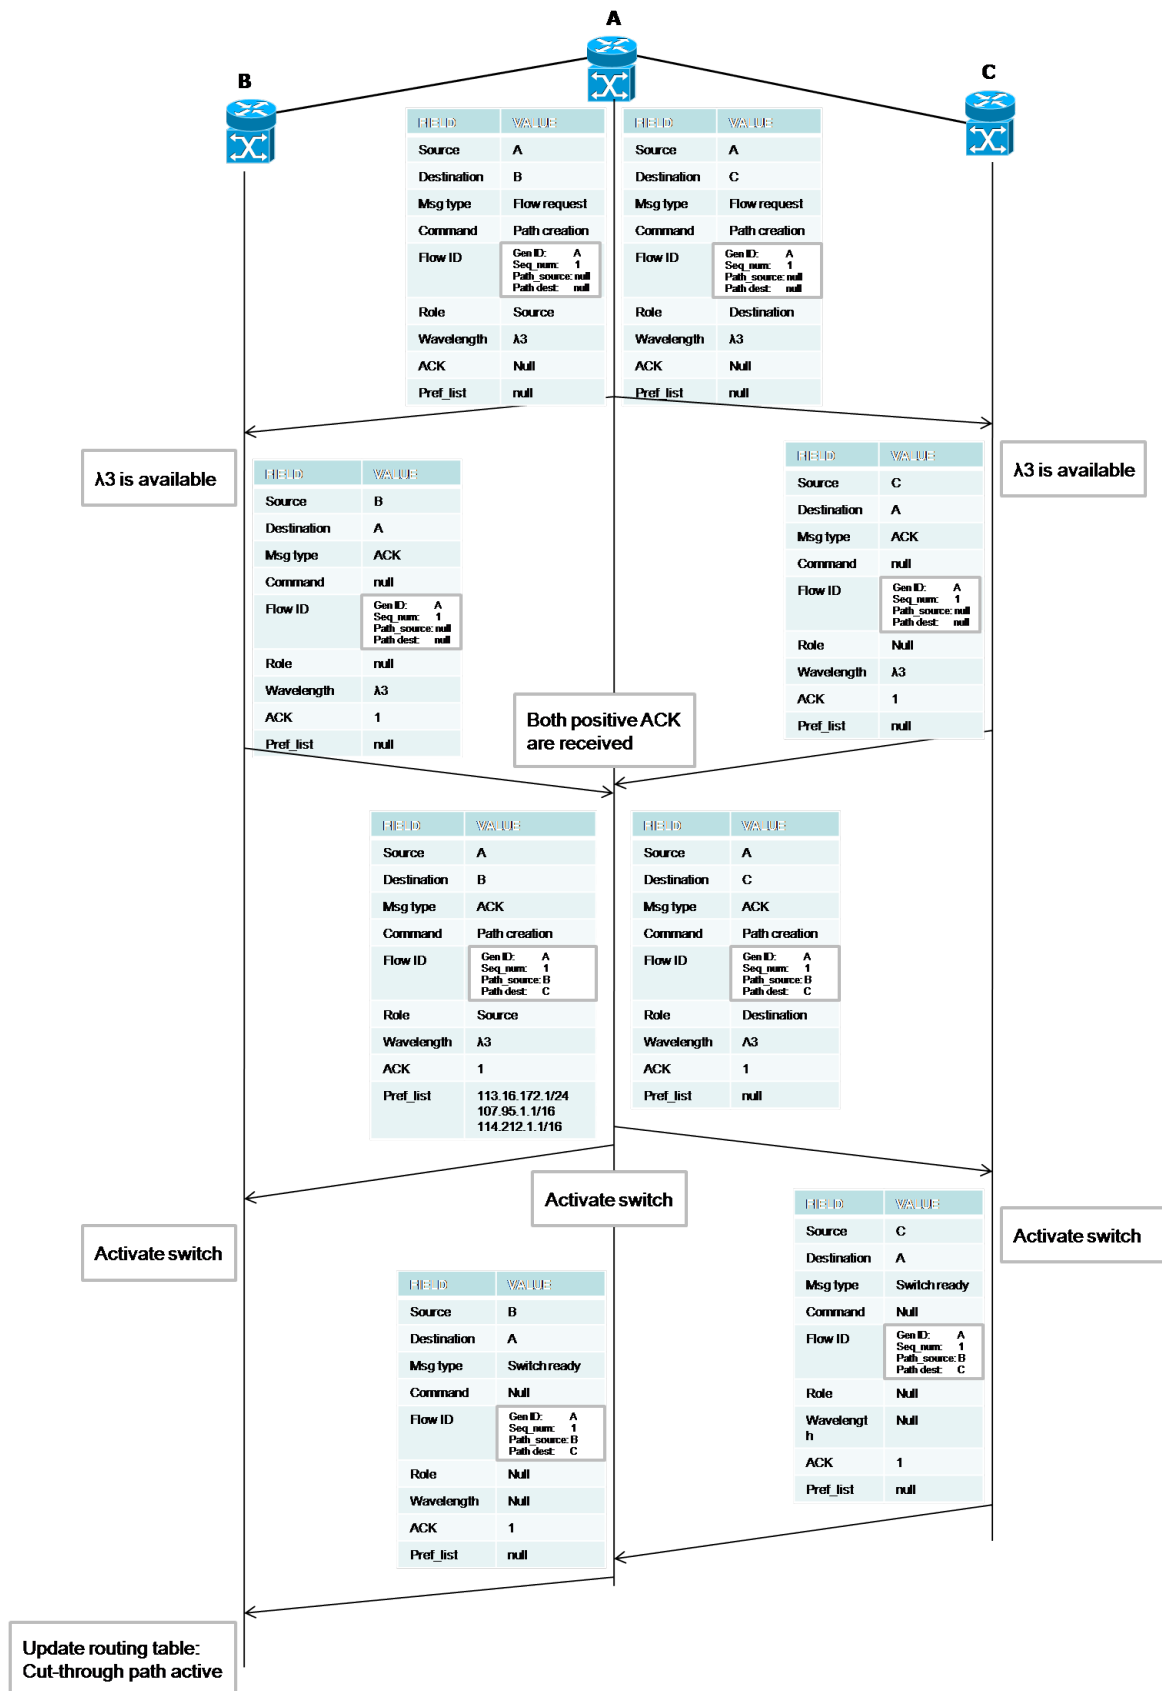 A
B
C
FIELD VALUE
Source A
Destination B
Msg type Flow request
Command Path creation
Flow ID
Gen ID: A
Seq_num: 1
Path_source: null
Path dest: null
Role Source
Wavelength λ3
ACK Null
Pref_list null
FIELD VALUE
Source A
Destination C
Msg type Flow request
Command Path creation
Flow ID
Gen ID: A
Seq_num: 1
Path_source: null
Path dest: null
Role Destination
Wavelength λ3
ACK Null
Pref_list null
λ3 is available
λ3 is available
FIELD VALUE
Source B
Destination A
Msg type ACK
Command null
Flow ID
Gen ID: A
Seq_num: 1
Path_source: null
Path dest: null
Role null
Wavelength λ3
ACK 1
Pref_list null
FIELD VALUE
Source C
Destination A
Msg type ACK
Command null
Flow ID
Gen ID: A
Seq_num: 1
Path_source: null
Path dest: null
Role Null
Wavelength λ3
ACK 1
Pref_list null
Both positive ACK
are received
FIELD VALUE
Source A
Destination B
Msg type ACK
Command Path creation
Flow ID
Gen ID: A
Seq_num: 1
Path_source: B
Path dest: C
Role Source
Wavelength λ3
ACK 1
Pref_list 113.16.172.1/24
107.95.1.1/16
114.212.1.1/16
FIELD VALUE
Source A
Destination C
Msg type ACK
Command Path creation
Flow ID
Gen ID: A
Seq_num: 1
Path_source: B
Path dest: C
Role Destination
Wavelength Λ3
ACK 1
Pref_list null
Activate switch
Activate switch
Activate switch
FIELD VALUE
Source C
Destination A
Msg type Switch ready
Command Null
Flow ID
Gen ID: A
Seq_num: 1
Path_source: B
Path dest: C
Role Null
Wavelengt Null
h
ACK 1
Pref_list null
FIELD VALUE
Source B
Destination A
Msg type Switch ready
Command Null
Flow ID
Gen ID: A
Seq_num: 1
Path_source: B
Path dest: C
Role Null
Wavelength Null
ACK 1
Pref_list null
Update routing table:
Cut-through path active